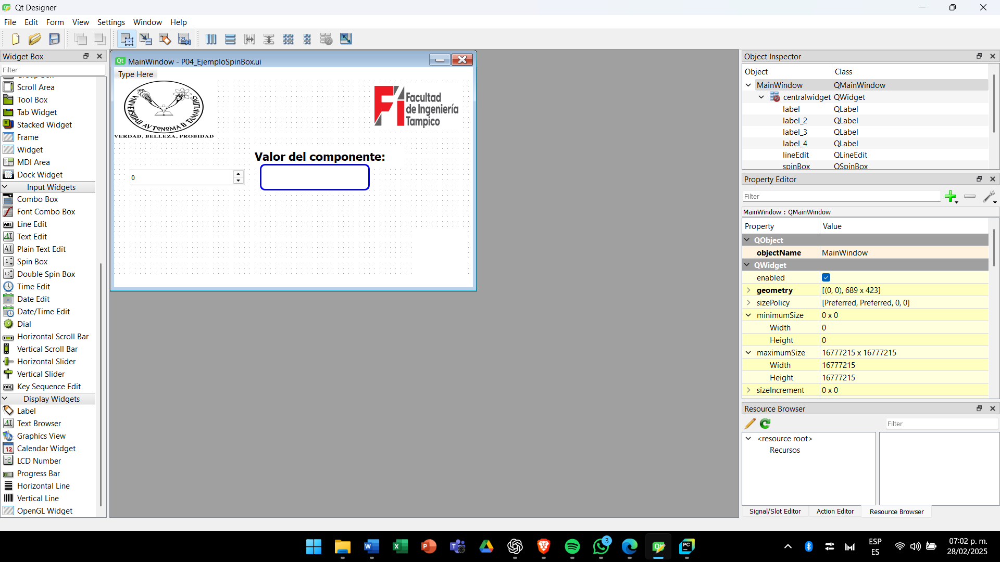 Qt Designer
File Edit Form View Settings Window Help
Widget Box
Filter
Scroll Area
Tool Box
Tab Widget
Stacked Widget
Frame
Widget
MDI Area
Dock Widget
Input Widgets
Combo Box
Font Combo Box
Line Edit
Text Edit
Plain Text Edit
Spin Box
Double Spin Box
Time Edit
Date Edit
Date/Time Edit
Dial
Horizontal Scroll Bar
Vertical Scroll Bar
Horizontal Slider
Vertical Slider
Key Sequence Edit
Display Widgets
Label
Text Browser
Graphics View
Calendar Widget
LCD Number
Progress Bar
Horizontal Line
Vertical Line
OpenGL Widget
MainWindow - P04_EjemploSpinBox.ui
Type Here
VERDAD, BELLEZA, PROBIDAD
Fi
Facultad
de Ingeniería
Tampico
Valor del componente:
0
Object Inspector
Object Class
MainWindow QMainWindow
centralwidget QWidget
label QLabel
label_2 QLabel
label_3 QLabel
label_4 QLabel
lineEdit QLineEdit
spinBox QSpinBox
Property Editor
Filter
MainWindow : QMainWindow
Property Value
QObject
objectName MainWindow
QWidget
enabled
geometry [(0, 0), 689 x 423]
sizePolicy [Preferred, Preferred, 0, 0]
minimumSize 0 x 0
Width 0
Height 0
maximumSize 16777215 x 16777215
Width 16777215
Height 16777215
sizeIncrement 0 x 0
Resource Browser
Filter
<resource root>
Recursos
Signal/Slot Editor Action Editor Resource Browser
3
ESP
ES
07:02 p. m.
28/02/2025